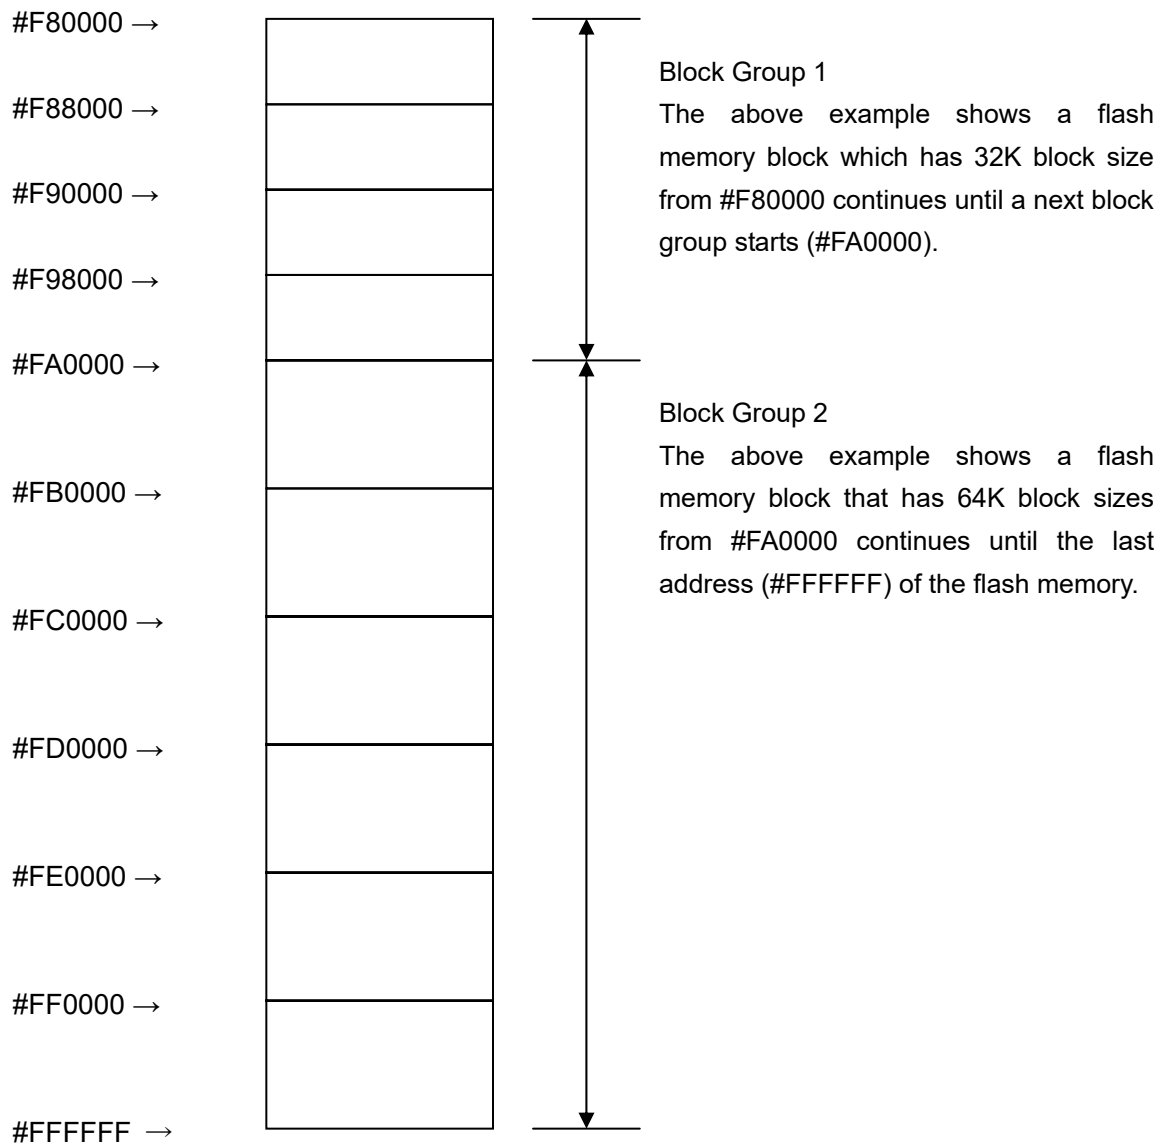 #F80000 →
Block Group 1
#F88000 →
The above example shows a flash
memory block which has 32K block size
#F90000 →
from #F80000 continues until a next block
group starts (#FA0000).
#F98000 →
#FA0000 →
Block Group 2
The above example shows a flash
#FB0000 →
memory block that has 64K block sizes
from #FA0000 continues until the last
address (#FFFFFF) of the flash memory.
#FC0000 →
#FD0000 →
#FE0000 →
#FF0000 →
#FFFFFF →